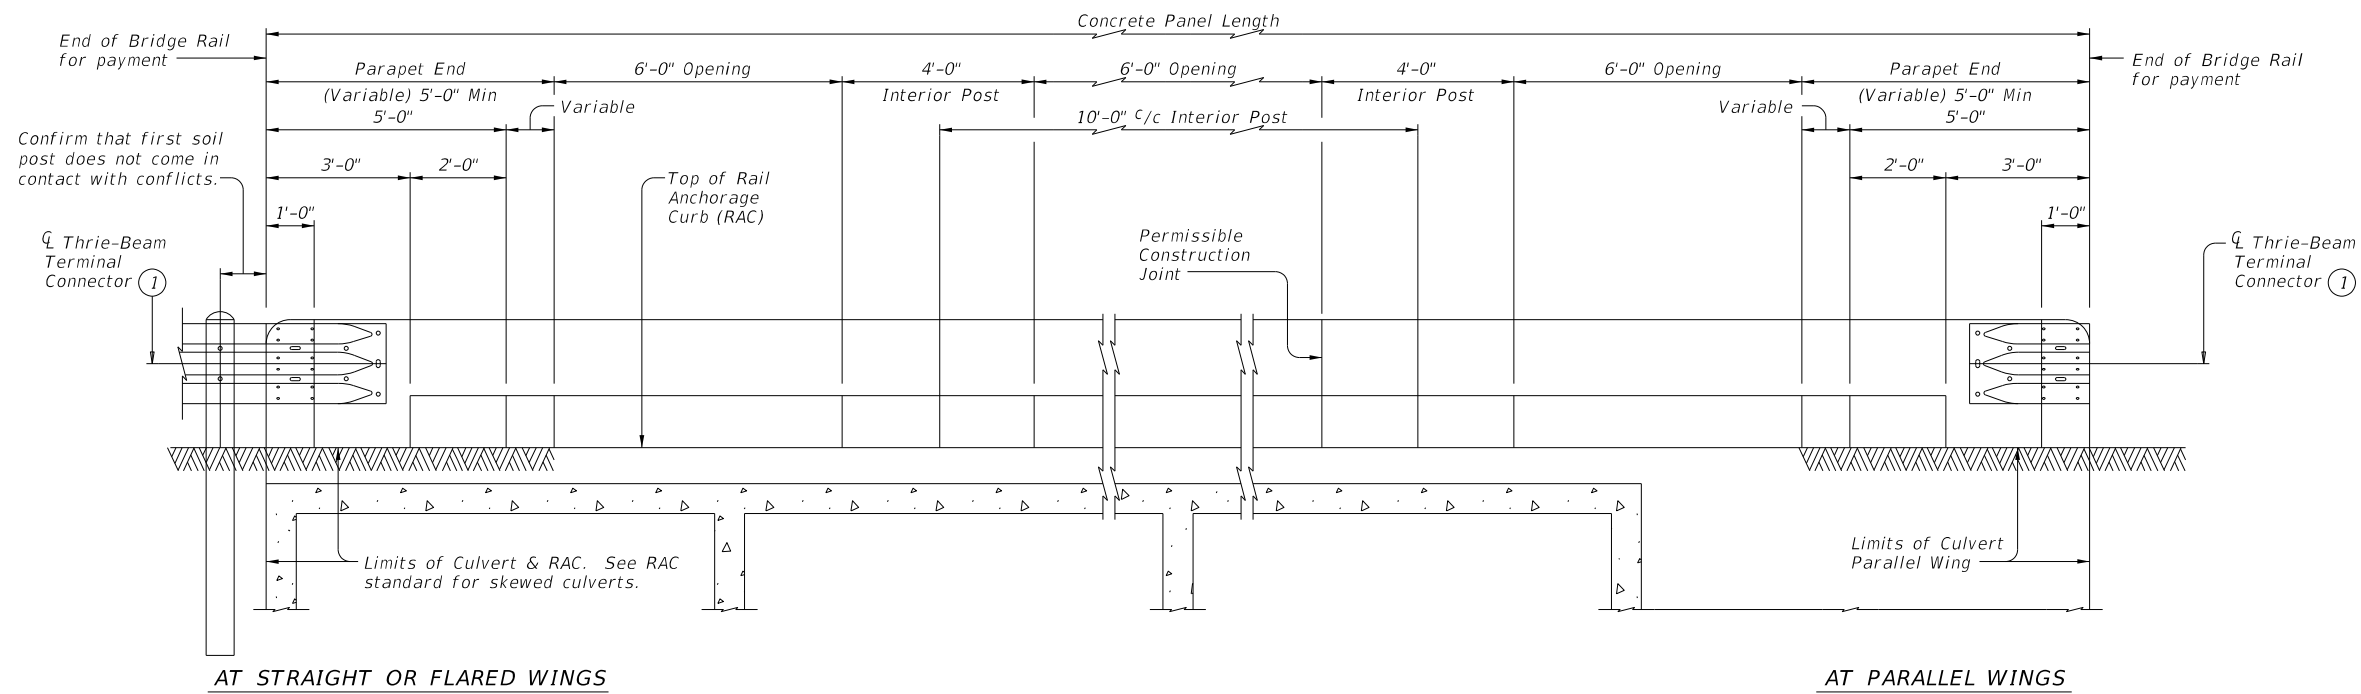 Concrete Panel Length
End of Bridge Rail
for payment
End of Bridge Rail
for payment
Parapet End
(Variable) 5'-0" Min
6'-0" Opening
4'-0"
Interior Post
6'-0" Opening
4'-0"
Interior Post
6'-0" Opening
Parapet End
(Variable) 5'-0" Min
5'-0"
Variable
10'-0" c/c Interior Post
Variable
5'-0"
Confirm that first soil
post does not come in
contact with conflicts.
3'-0"
2'-0"
Top of Rail
Anchorage
Curb (RAC)
2'-0"
3'-0"
1'-0"
1'-0"
℄ Thrie-Beam
Terminal
Connector 1
Permissible
Construction
Joint
℄ Thrie-Beam
Terminal
Connector 1
Limits of Culvert & RAC. See RAC
standard for skewed culverts.
Limits of Culvert
Parallel Wing
AT STRAIGHT OR FLARED WINGS
AT PARALLEL WINGS